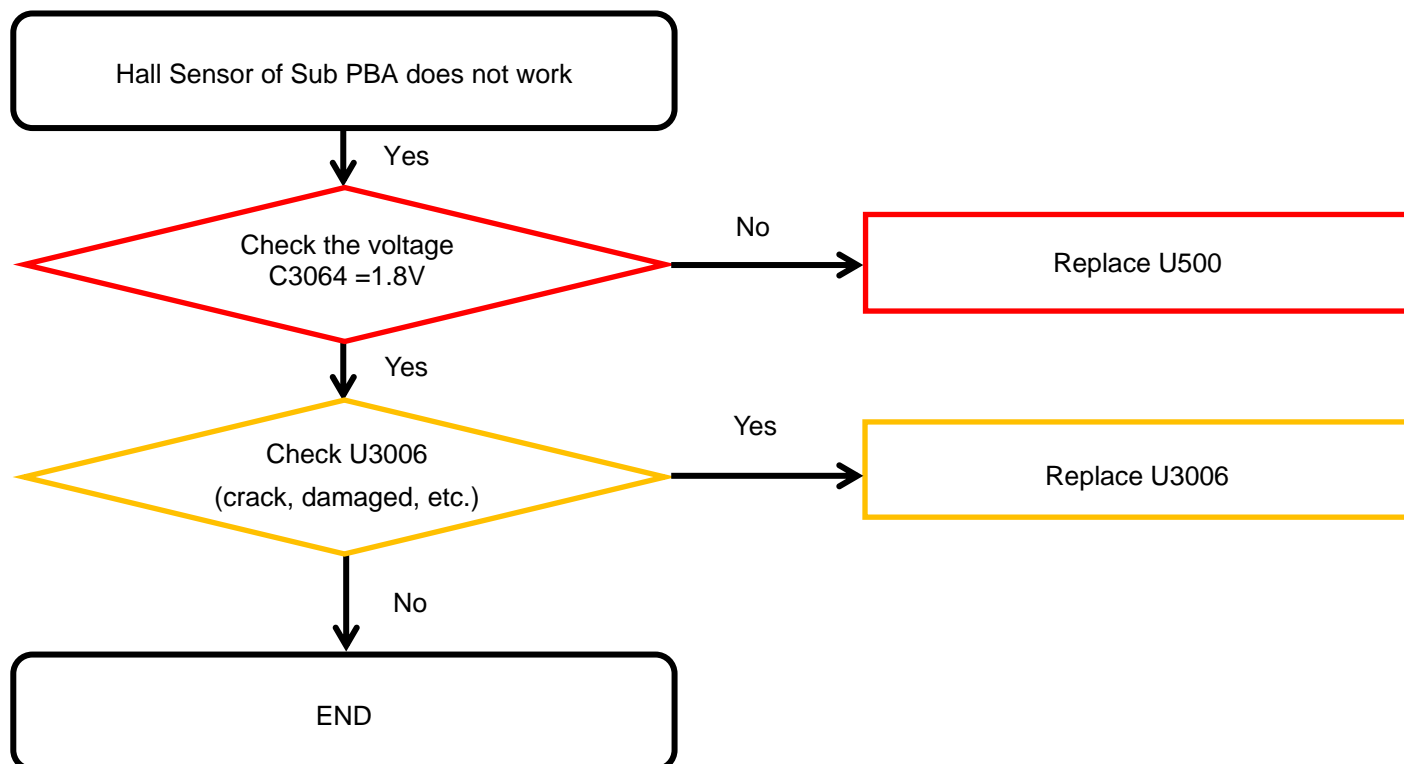 Hall Sensor of Sub PBA does not work
Yes
Check the voltage
C3064 =1.8V
No
Replace U500
Yes
Check U3006
(crack, damaged, etc.)
Yes
Replace U3006
No
END